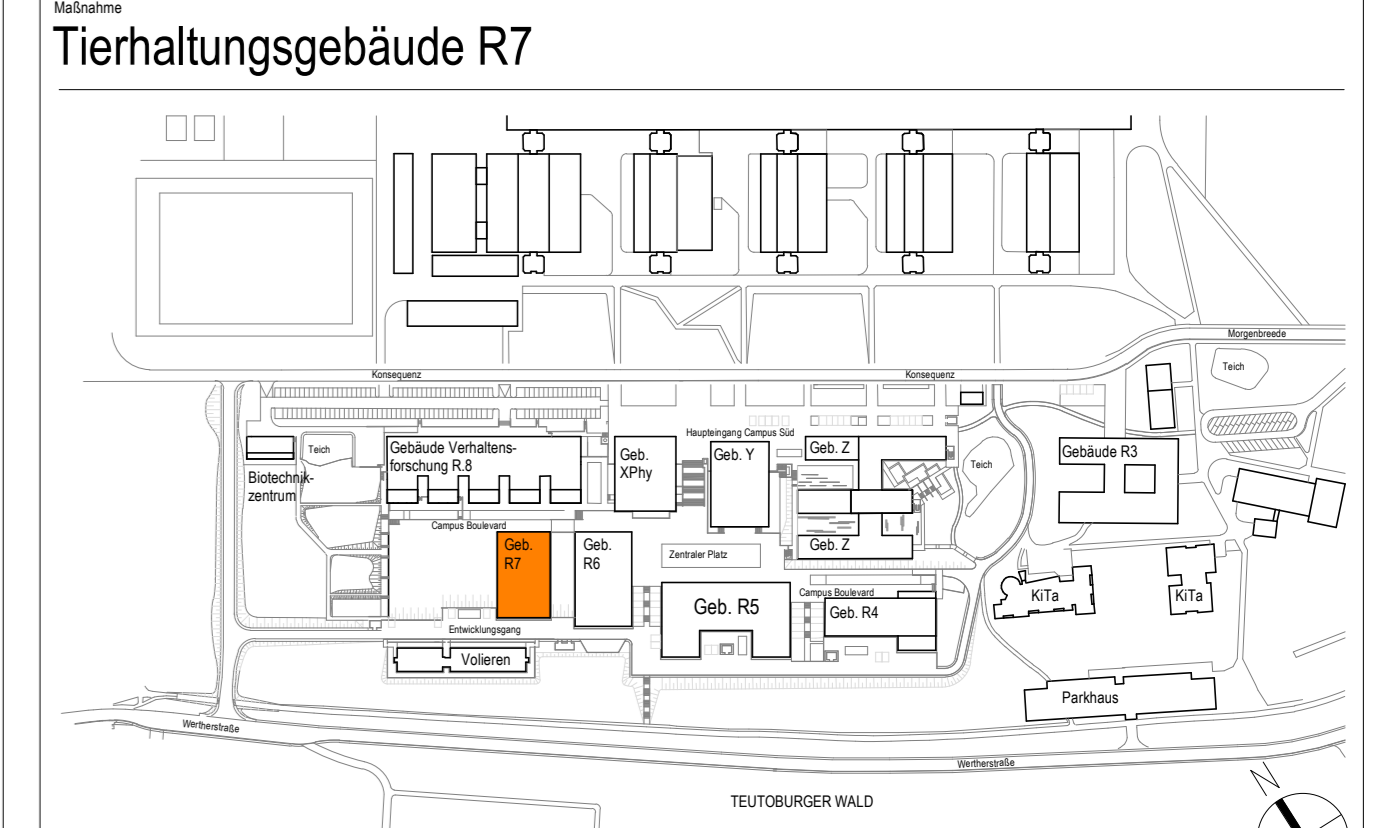 Maßnahme
Tierhaltungsgebäude R7
Morgenbreede
Teich
Konsequenz
Konsequenz
Haupteingang Campus Süd
Teich
Gebäude Verhaltens-
forschung R.8
Geb.
XPhy
Geb. Y
Geb. Z
Teich
Gebäude R3
Biotechnik-
zentrum
Campus Boulevard
Geb.
R7
Geb.
R6
Zentraler Platz
Geb. Z
Campus Boulevard
KiTa
KiTa
Geb. R5
Geb. R4
Entwicklungsgang
Volieren
Parkhaus
Wertherstraße
Wertherstraße
TEUTOBURGER WALD
N